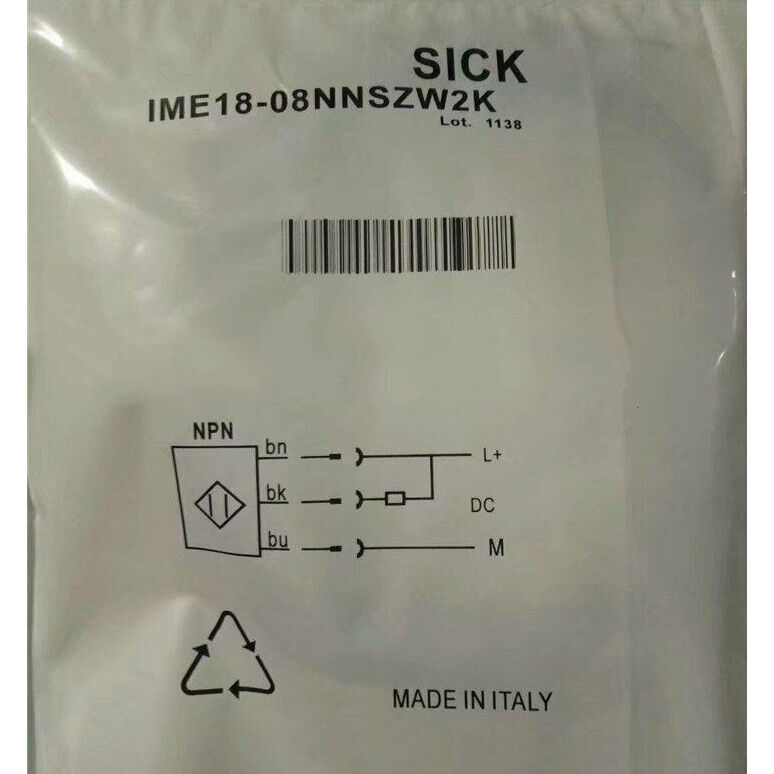 SICK
IME18-08NNSZW2K
Lot. 1138
NPN
bn
L+
bk
DC
bu
M
MADE IN ITALY